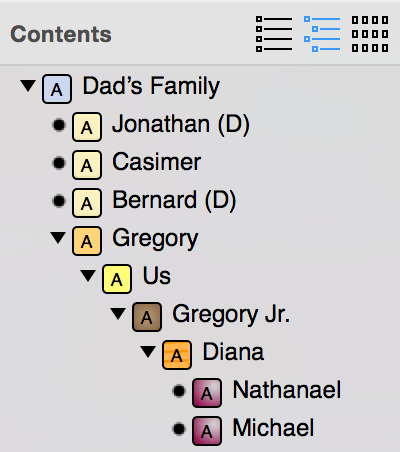 Contents
A Dad’s Family
A Jonathan (D)
A Casimer
A Bernard (D)
A Gregory
A Us
A Gregory Jr.
A Diana
A Nathanael
A Michael